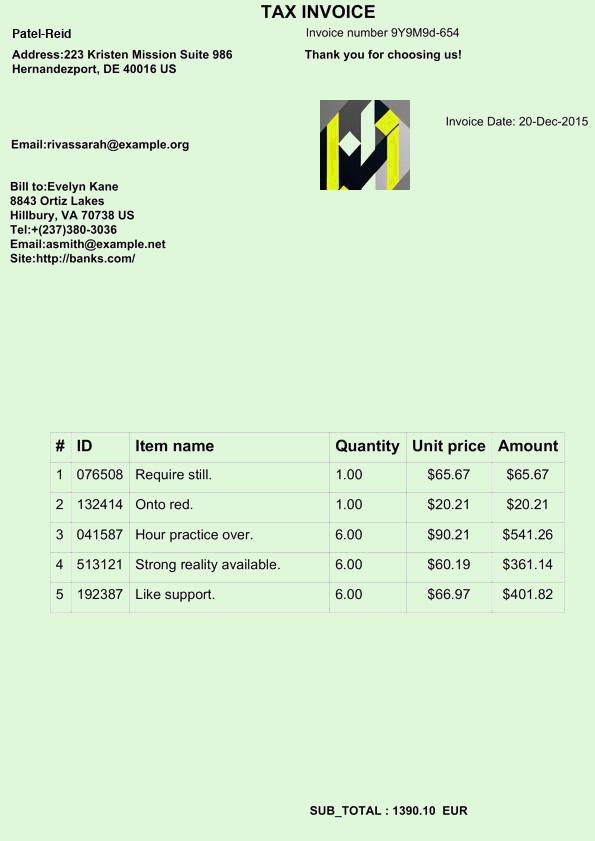 TAX INVOICE
Patel-Reid
Invoice number 9Y9M9d-654
Address:223 Kristen Mission Suite 986
Hernandezport, DE 40016 US
Thank you for choosing us!
Invoice Date: 20-Dec-2015
Email:rivassarah@example.org
Bill to:Evelyn Kane
8843 Ortiz Lakes
Hillbury, VA 70738 US
Tel:+(237)380-3036
Email:asmith@example.net
Site:http://banks.com/
# ID Item name Quantity Unit price Amount
1 076508 Require still. 1.00 $65.67 $65.67
2 132414 Onto red. 1.00 $20.21 $20.21
3 041587 Hour practice over. 6.00 $90.21 $541.26
4 513121 Strong reality available. 6.00 $60.19 $361.14
5 192387 Like support. 6.00 $66.97 $401.82
SUB_TOTAL : 1390.10 EUR